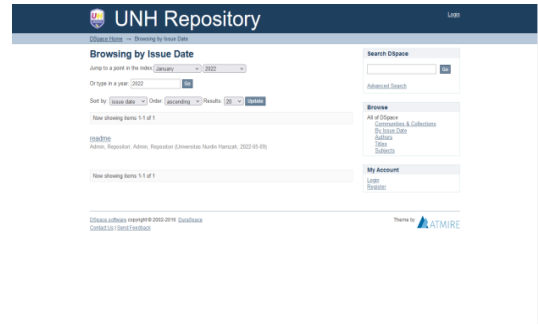 UNH Repository
Login
DSpace Home → Browsing by Issue Date
Browsing by Issue Date
Jump to a point in the index: January 2022
Or type in a year: 2022 Go
Sort by: issue date Order: ascending Results: 20 Update
Now showing items 1-1 of 1
readme
Admin, Repositori; Admin, Repositori (Universitas Nurdin Hamzah, 2022-05-09)
Now showing items 1-1 of 1
Search DSpace
Go
Advanced Search
Browse
All of DSpace
Communities & Collections
By Issue Date
Authors
Titles
Subjects
My Account
Login
Register
DSpace software copyright © 2002-2016 DuraSpace
Contact Us | Send Feedback
Theme by ATMIRE